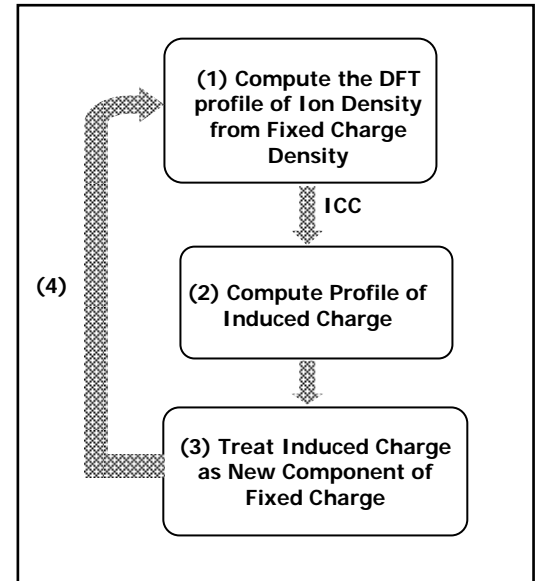 (1) Compute the DFT
profile of Ion Density
from Fixed Charge
Density
ICC
(4)
(2) Compute Profile of
Induced Charge
(3) Treat Induced Charge
as New Component of
Fixed Charge